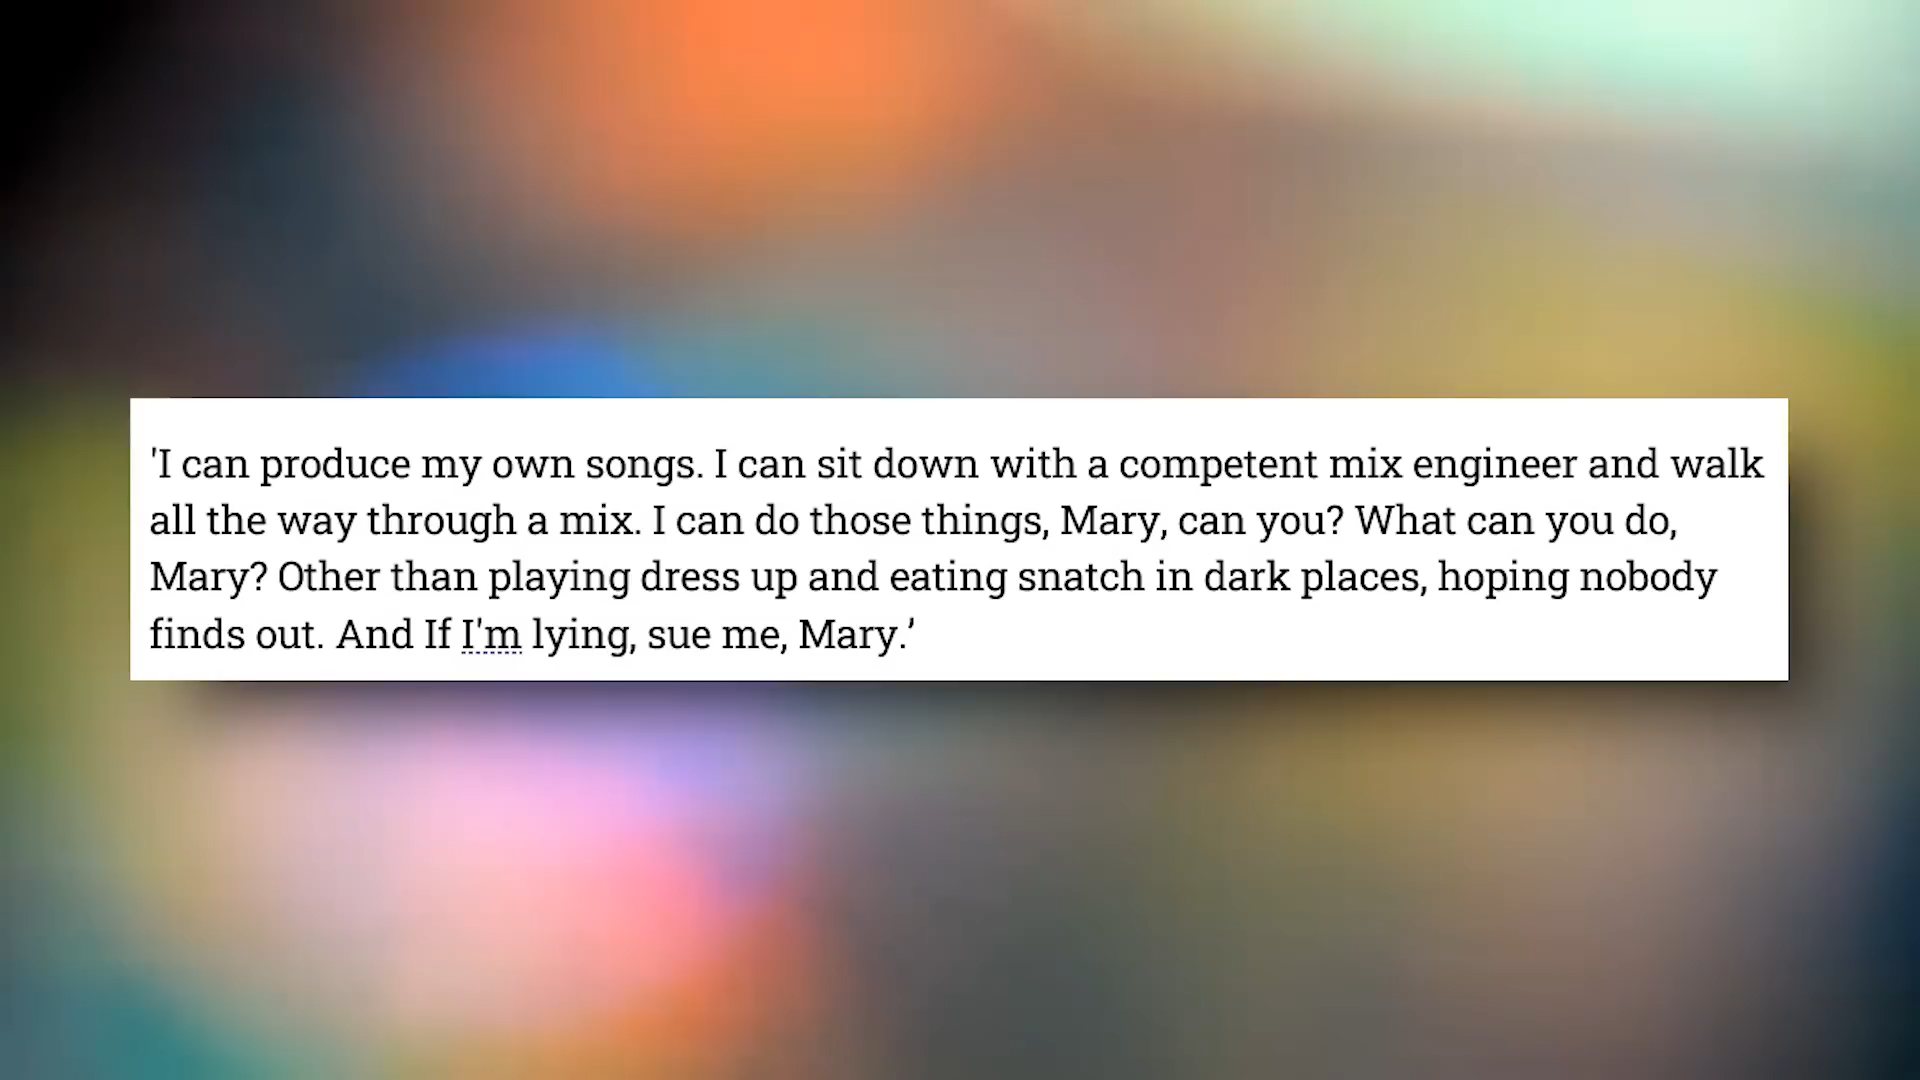 'I can produce my own songs. I can sit down with a competent mix engineer and walk
all the way through a mix. I can do those things, Mary, can you? What can you do,
Mary? Other than playing dress up and eating snatch in dark places, hoping nobody
finds out. And If I'm lying, sue me, Mary.’